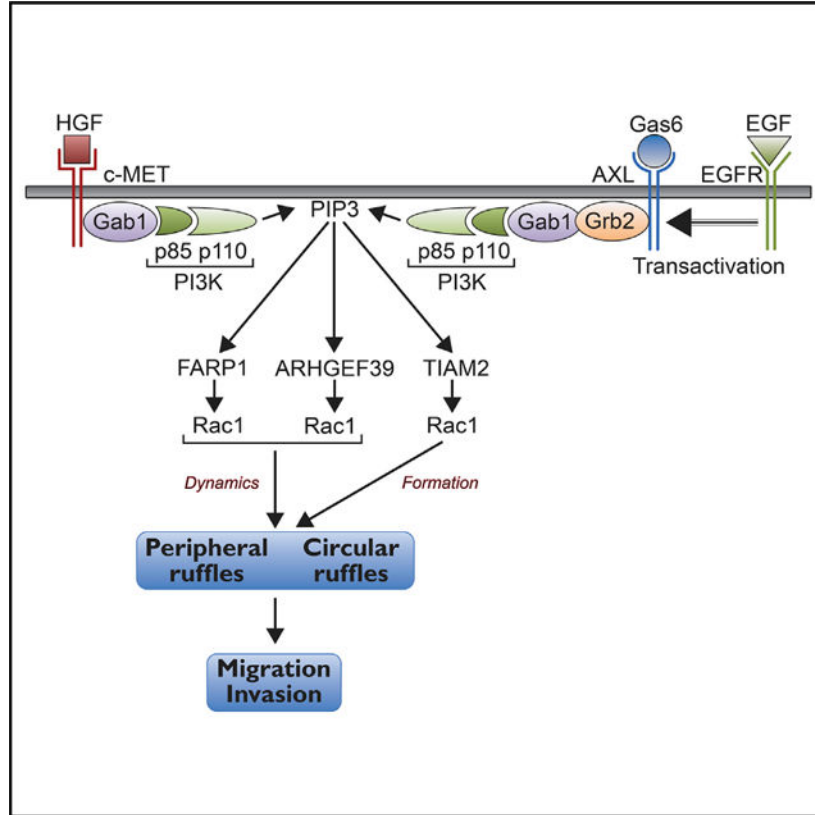 HGF
Gas6
EGF
c-MET
AXL
EGFR
Gab1
PIP3
Gab1
Grb2
p85 p110
p85 p110
PI3K
PI3K
Transactivation
FARP1
ARHGEF39
TIAM2
Rac1
Rac1
Rac1
Dynamics
Formation
Peripheral
ruffles
Circular
ruffles
Migration
Invasion